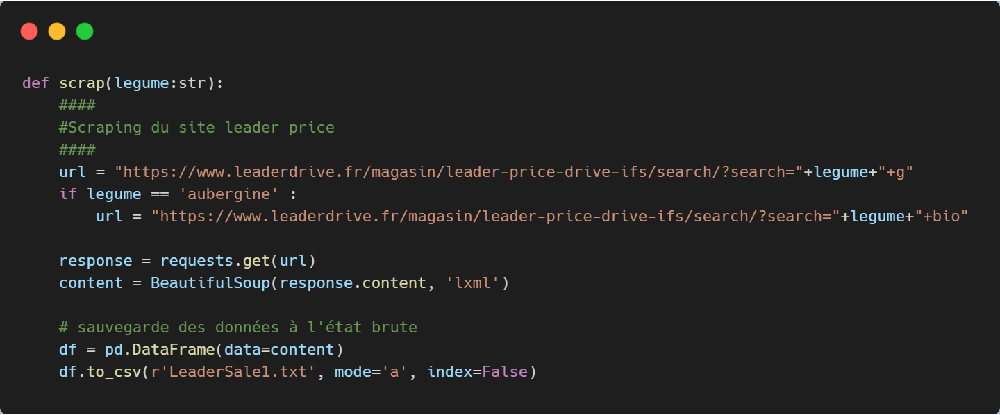 def scrap(legume:str):
    ####
    #Scraping du site leader price
    ####
    url = "https://www.leaderdrive.fr/magasin/leader-price-drive-ifs/search/?search="+legume+"+g"
    if legume == 'aubergine' :
        url = "https://www.leaderdrive.fr/magasin/leader-price-drive-ifs/search/?search="+legume+"+bio"
    response = requests.get(url)
    content = BeautifulSoup(response.content, 'lxml')
    # sauvegarde des données à l'état brute
    df = pd.DataFrame(data=content)
    df.to_csv(r'LeaderSale1.txt', mode='a', index=False)